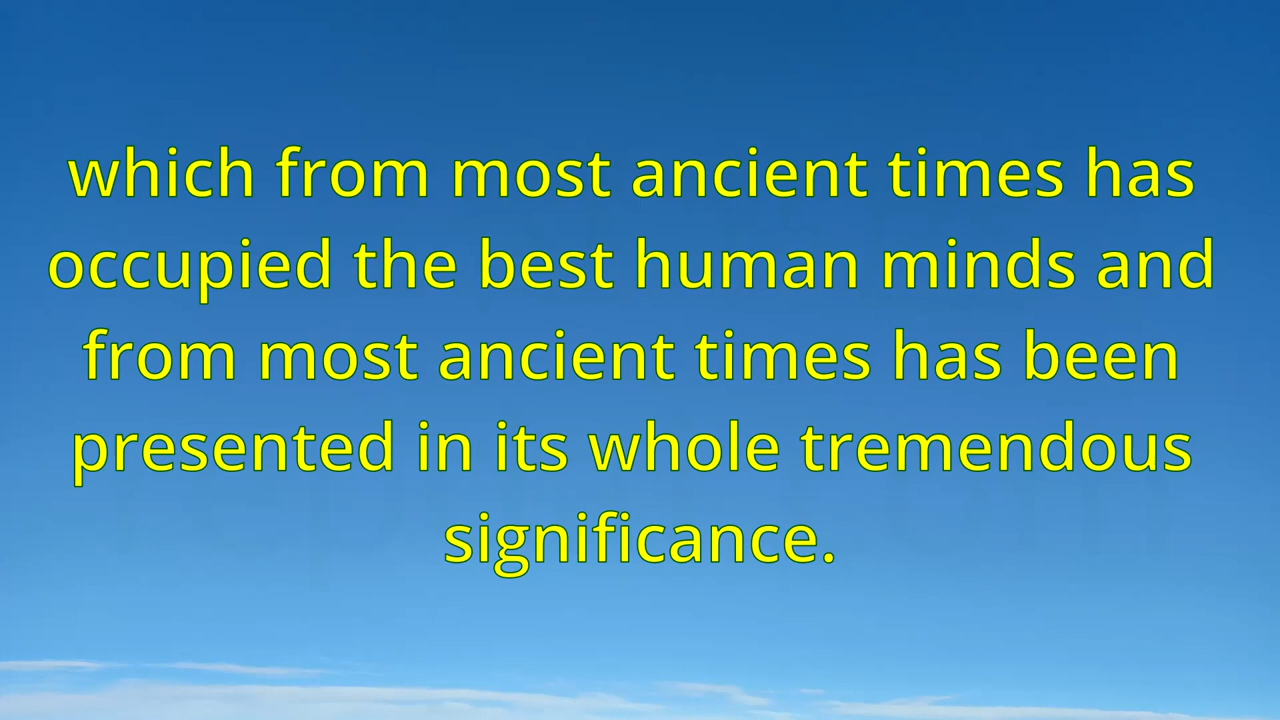 which from most ancient times has
occupied the best human minds and
from most ancient times has been
presented in its whole tremendous
significance.